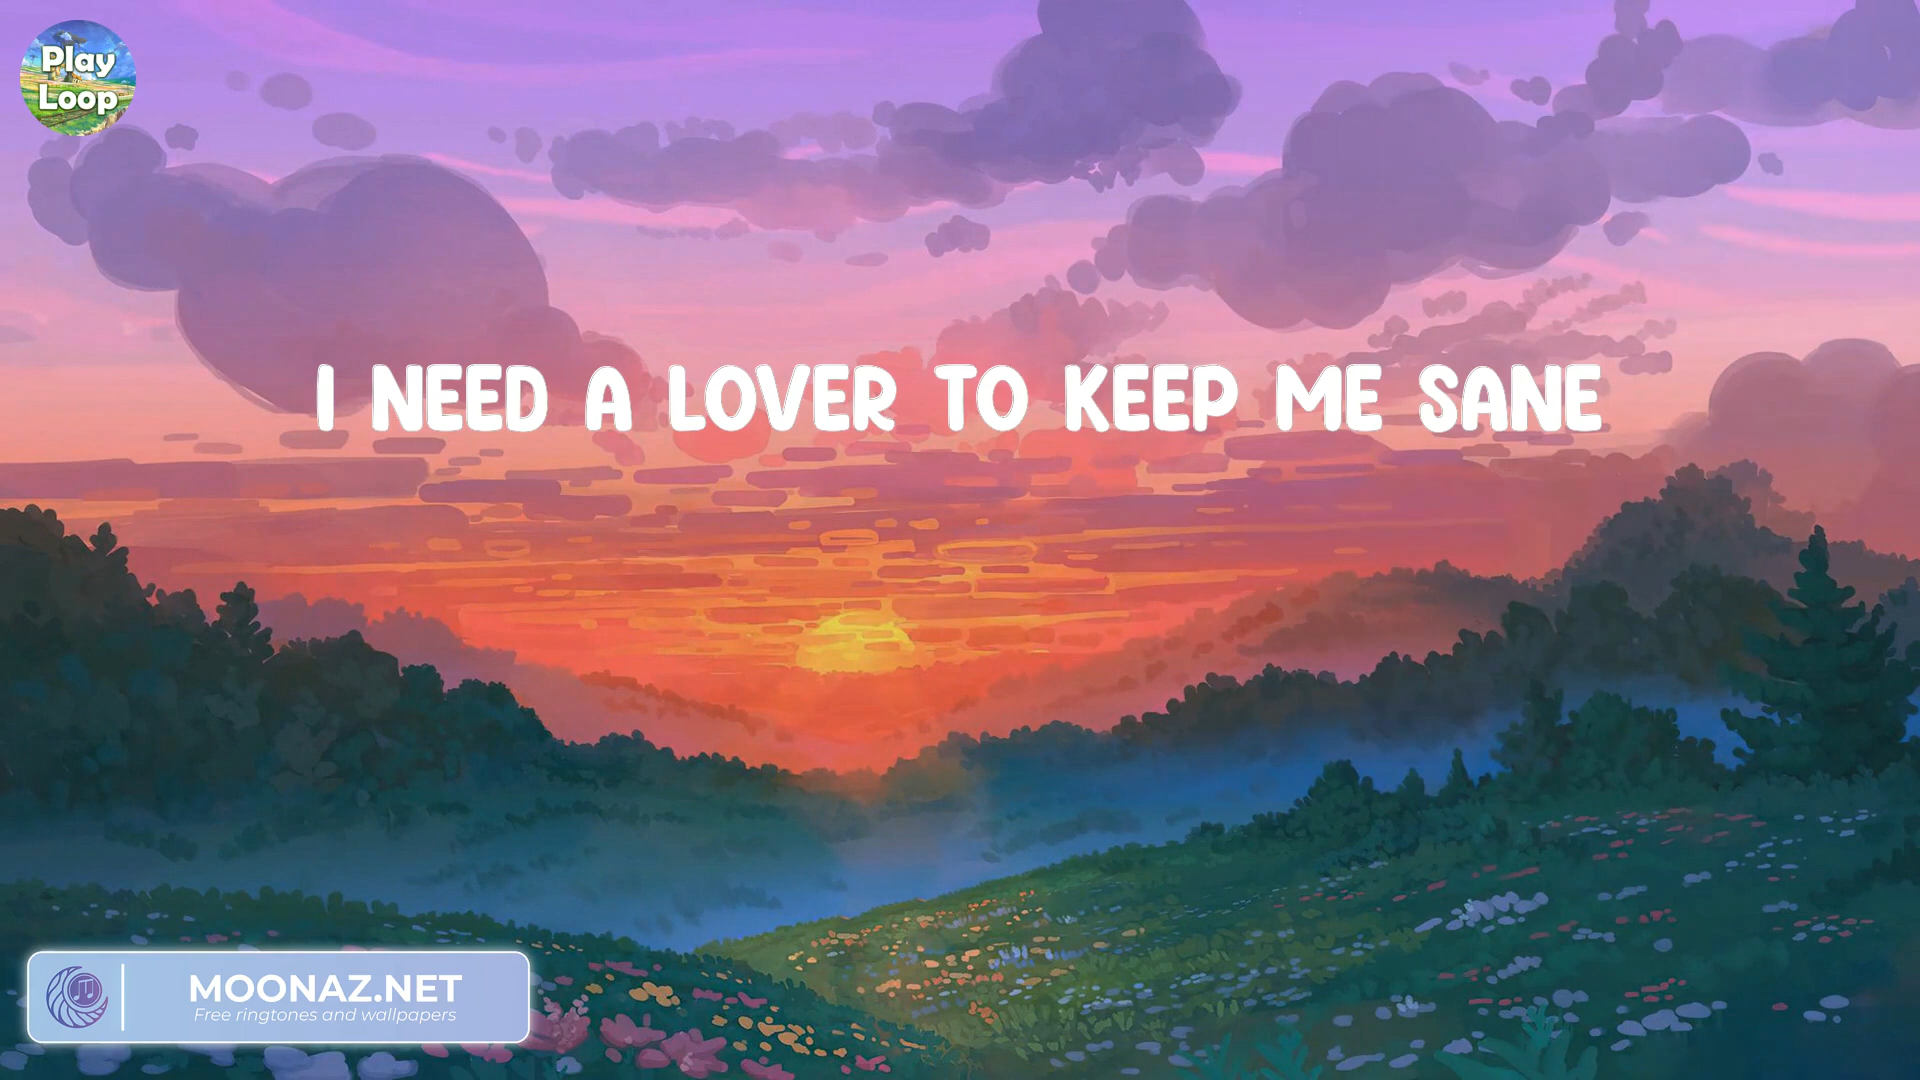 Play
Loop
I NEED A LOVER TO KEEP ME SANE
MOONAZ.NET
Free ringtones and wallpapers